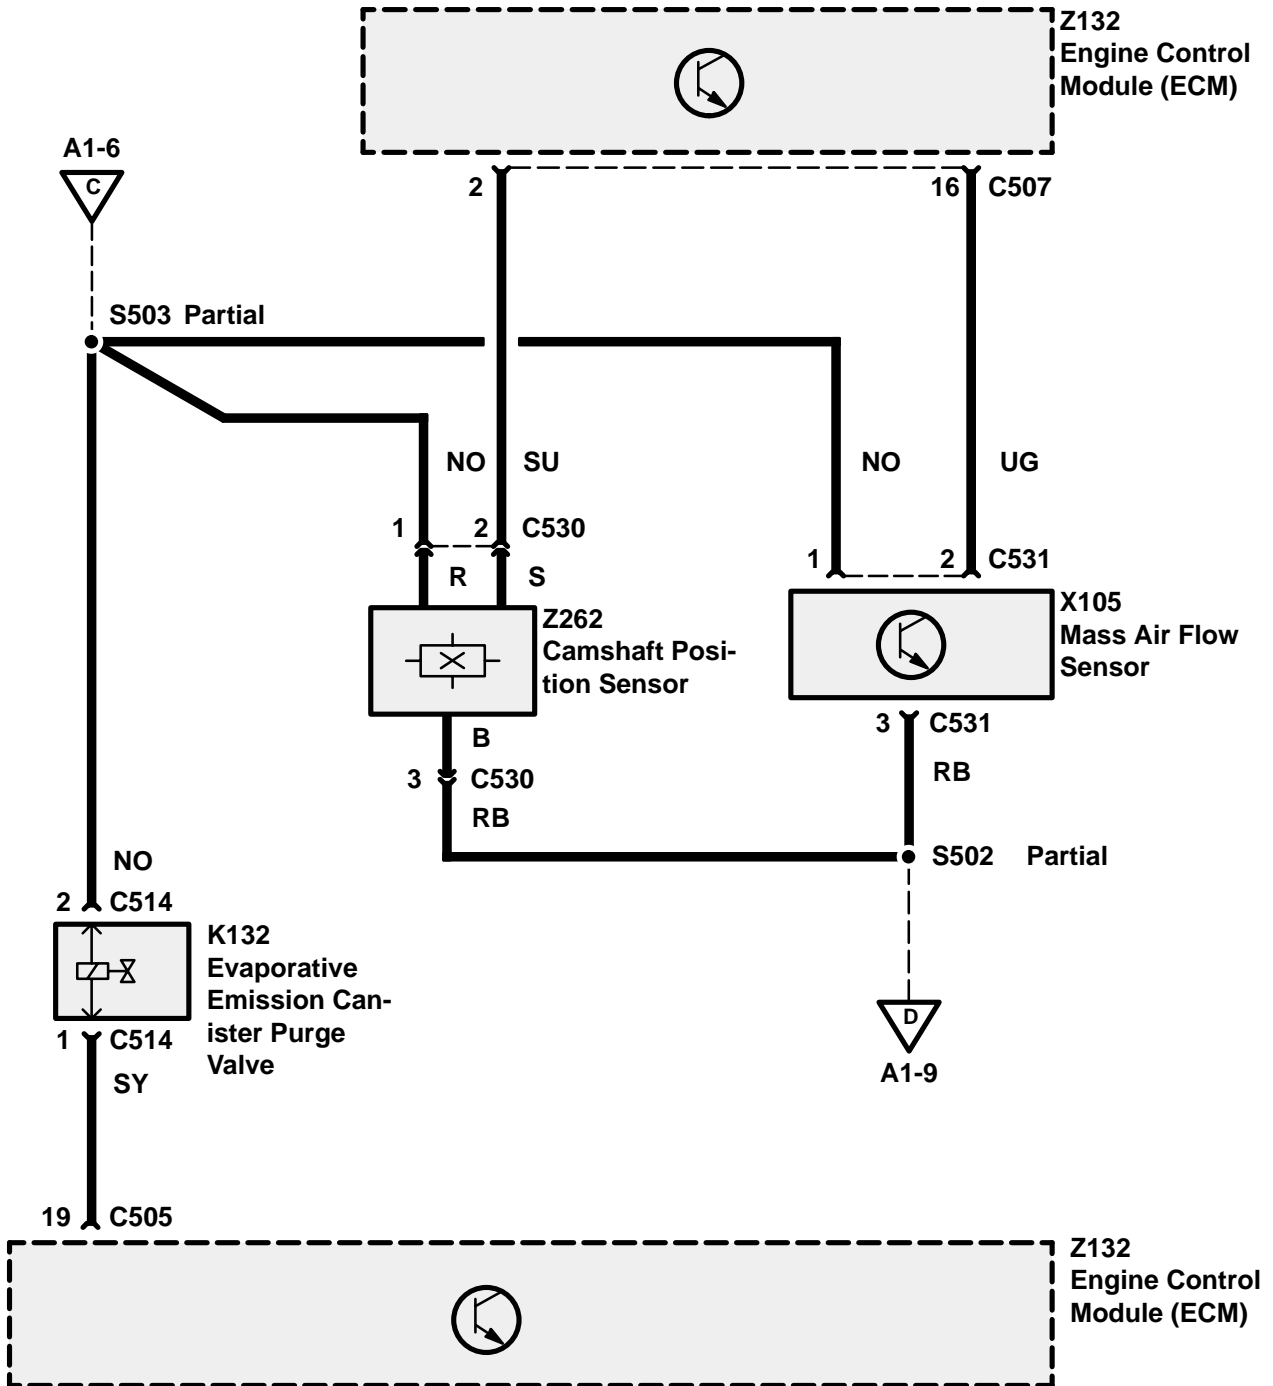 Z132
Engine Control
Module (ECM)
A1-6
C
2
16 C507
S503 Partial
NO SU
NO UG
1 2 C530
1 2 C531
R S
Z262
Camshaft Posi-
tion Sensor
X105
Mass Air Flow
Sensor
B
3 C531
3 C530
RB
RB
S502 Partial
NO
2 C514
K132
Evaporative
Emission Can-
ister Purge
Valve
1 C514
SY
D
A1-9
19 C505
Z132
Engine Control
Module (ECM)